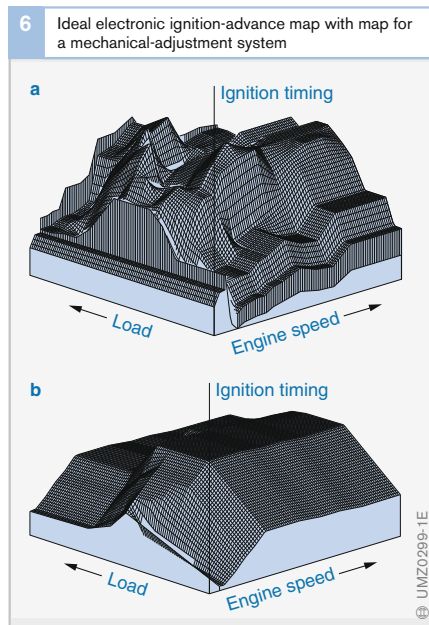 6
Ideal electronic ignition-advance map with map for
a mechanical-adjustment system
a
Ignition timing
Load
Engine speed
b
Ignition timing
Load
Engine speed
UMZ0299-1E